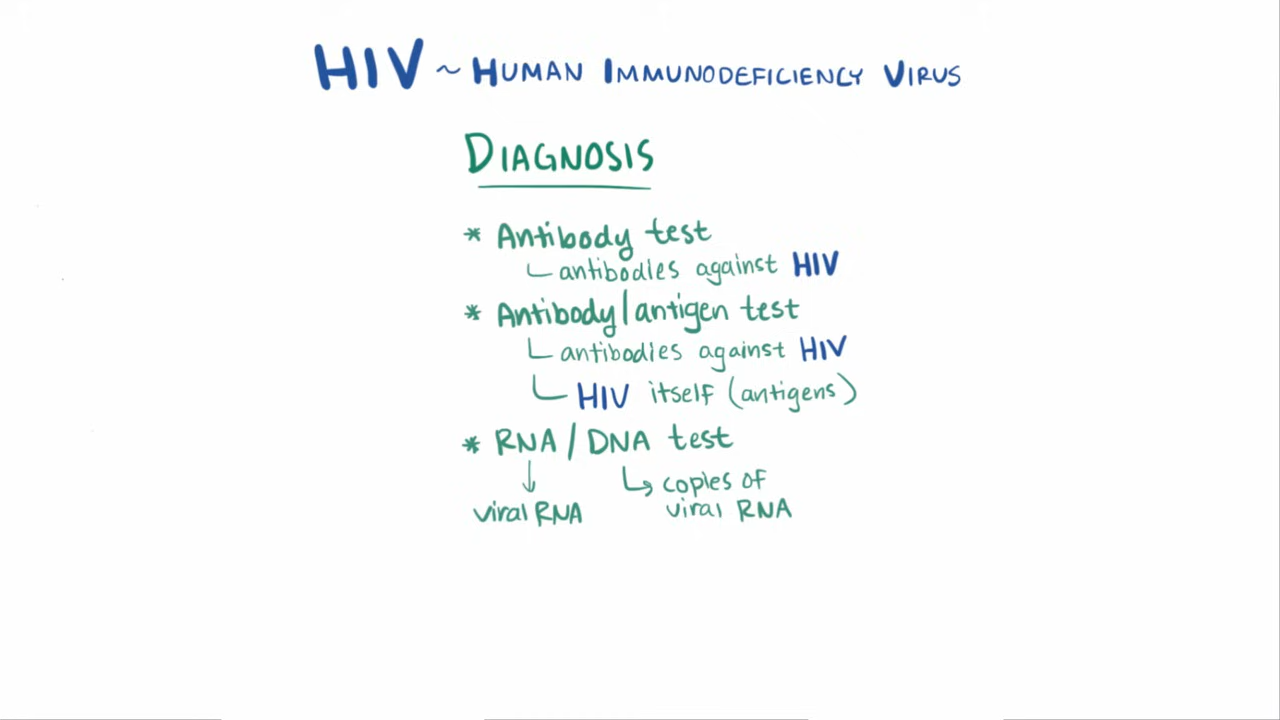 HIV ~ HUMAN IMMUNODEFICIENCY VIRUS
DIAGNOSIS
* Antibody test
antibodies against HIV
* Antibody/antigen test
antibodies against HIV
HIV itself (antigens)
* RNA/DNA test
viral RNA
copies of
viral RNA